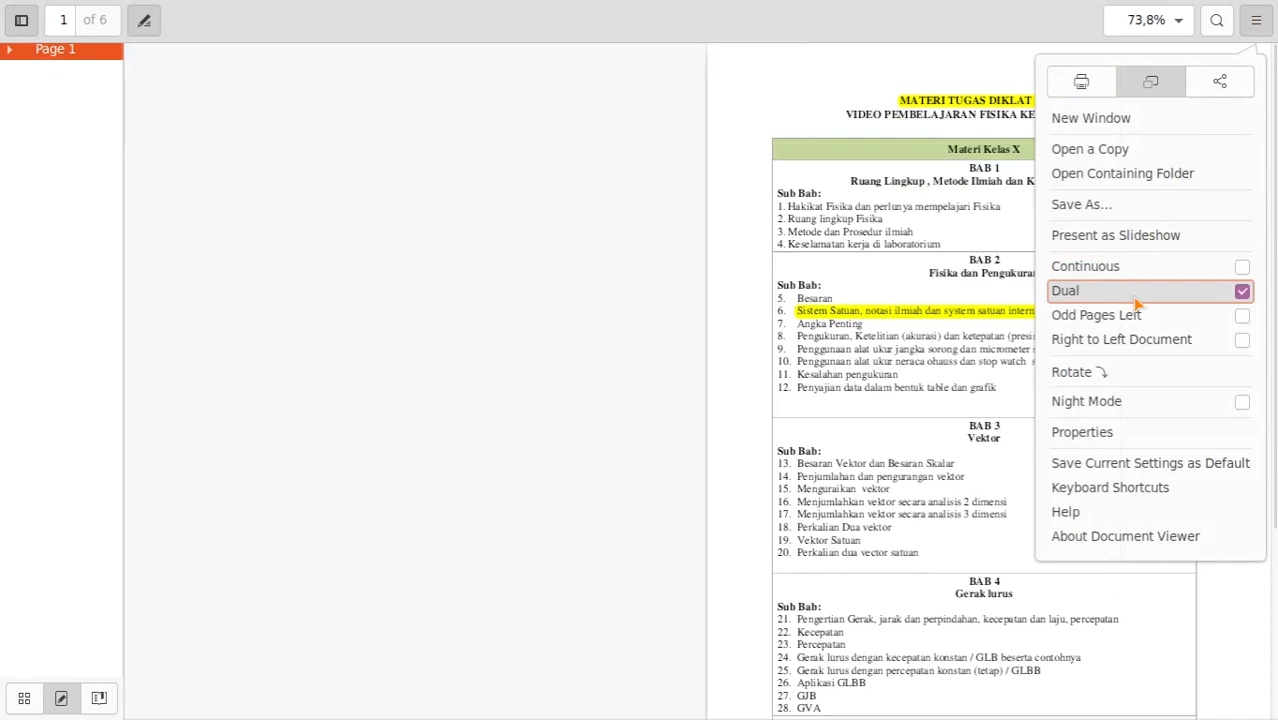 1 of 6
73,8%
Page 1
MATERI TUGAS DIKLAT
VIDEO PEMBELAJARAN FISIKA KE
Materi Kelas X
BAB 1
Ruang Lingkup , Metode Ilmiah dan K
Sub Bab:
1. Hakikat Fisika dan perlunya mempelajari Fisika
2. Ruang lingkup Fisika
3. Metode dan Prosedur ilmiah
4. Keselamatan kerja di laboratorium
BAB 2
Fisika dan Pengukuran
Sub Bab:
5. Besaran
6. Sistem Satuan, notasi ilmiah dan system satuan intern
7. Angka Penting
8. Pengukuran, Ketelitian (akurasi) dan ketepatan (presis
9. Penggunaan alat ukur jangka sorong dan micrometer s
10. Penggunaan alat ukur neraca ohauss dan stop watch s
11. Kesalahan pengukuran
12. Penyajian data dalam bentuk table dan grafik
BAB 3
Vektor
Sub Bab:
13. Besaran Vektor dan Besaran Skalar
14. Penjumlahan dan pengurangan vektor
15. Menguraikan vektor
16. Menjumlahkan vektor secara analisis 2 dimensi
17. Menjumlahkan vektor secara analisis 3 dimensi
18. Perkalian Dua vektor
19. Vektor Satuan
20. Perkalian dua vector satuan
BAB 4
Gerak lurus
Sub Bab:
21. Pengertian Gerak, jarak dan perpindahan, kecepatan dan laju, percepatan
22. Kecepatan
23. Percepatan
24. Gerak lurus dengan kecepatan konstan / GLB beserta contohnya
25. Gerak lurus dengan percepatan konstan (tetap) / GLBB
26. Aplikasi GLBB
27. GJB
28. GVA
New Window
Open a Copy
Open Containing Folder
Save As...
Present as Slideshow
Continuous
Dual
Odd Pages Left
Right to Left Document
Rotate
Night Mode
Properties
Save Current Settings as Default
Keyboard Shortcuts
Help
About Document Viewer